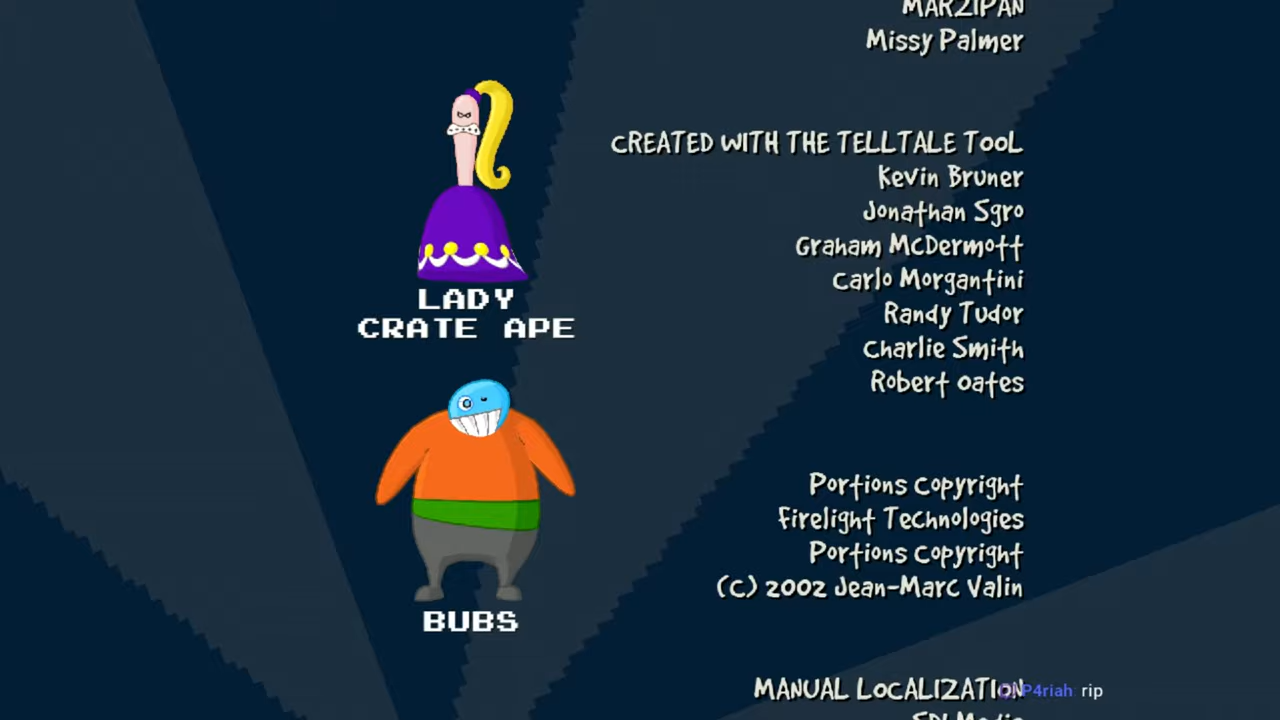 MARZIPAN
Missy Palmer
CREATED WITH THE TELLTALE TOOL
Kevin Bruner
Jonathan Sgro
Graham McDermott
Carlo Morgantini
Randy Tudor
Charlie Smith
Robert Oates
LADY
CRATE APE
Portions Copyright
Firelight Technologies
Portions Copyright
(C) 2002 Jean-Marc Valin
BUBS
MANUAL LOCALIZATION
P4riah: rip